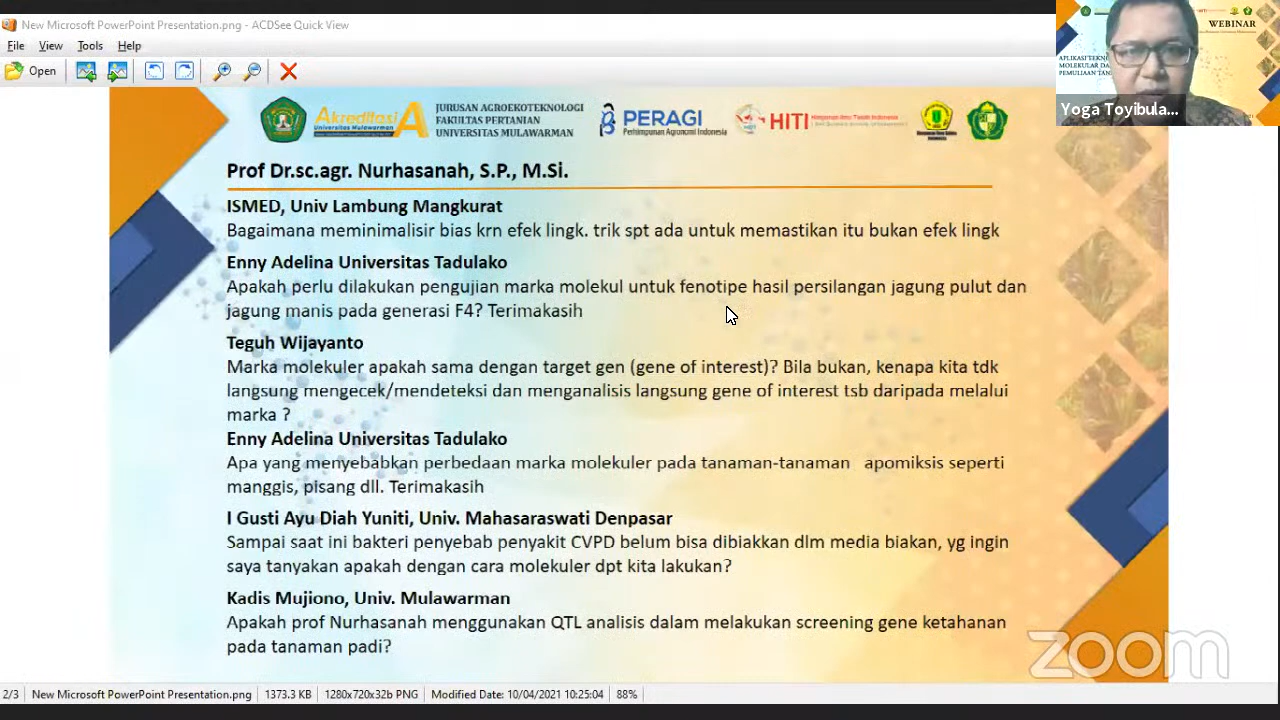 New Microsoft PowerPoint Presentation.png - ACDSee Quick View
File View Tools Help
Open
Akreditasi A
Universitas Mulawarman
JURUSAN AGROEKOTEKNOLOGI
FAKULTAS PERTANIAN
UNIVERSITAS MULAWARMAN
PERAGI
Perhimpunan Agronomi Indonesia
HITI
Himpunan Ilmu Tanah Indonesia
WEBINAR
Yoga Toyibula...
Prof Dr.sc.agr. Nurhasanah, S.P., M.Si.
ISMED, Univ Lambung Mangkurat
Bagaimana meminimalisir bias krn efek lingk. trik spt ada untuk memastikan itu bukan efek lingk
Enny Adelina Universitas Tadulako
Apakah perlu dilakukan pengujian marka molekul untuk fenotipe hasil persilangan jagung pulut dan
jagung manis pada generasi F4? Terimakasih
Teguh Wijayanto
Marka molekuler apakah sama dengan target gen (gene of interest)? Bila bukan, kenapa kita tdk
langsung mengecek/mendeteksi dan menganalisis langsung gene of interest tsb daripada melalui
marka ?
Enny Adelina Universitas Tadulako
Apa yang menyebabkan perbedaan marka molekuler pada tanaman-tanaman apomiksis seperti
manggis, pisang dll. Terimakasih
I Gusti Ayu Diah Yuniti, Univ. Mahasaraswati Denpasar
Sampai saat ini bakteri penyebab penyakit CVPD belum bisa dibiakkan dlm media biakan, yg ingin
saya tanyakan apakah dengan cara molekuler dpt kita lakukan?
Kadis Mujiono, Univ. Mulawarman
Apakah prof Nurhasanah menggunakan QTL analisis dalam melakukan screening gene ketahanan
pada tanaman padi?
zoom
2/3 New Microsoft PowerPoint Presentation.png 1373.3 KB 1280x720x32b PNG Modified Date: 10/04/2021 10:25:04 88%